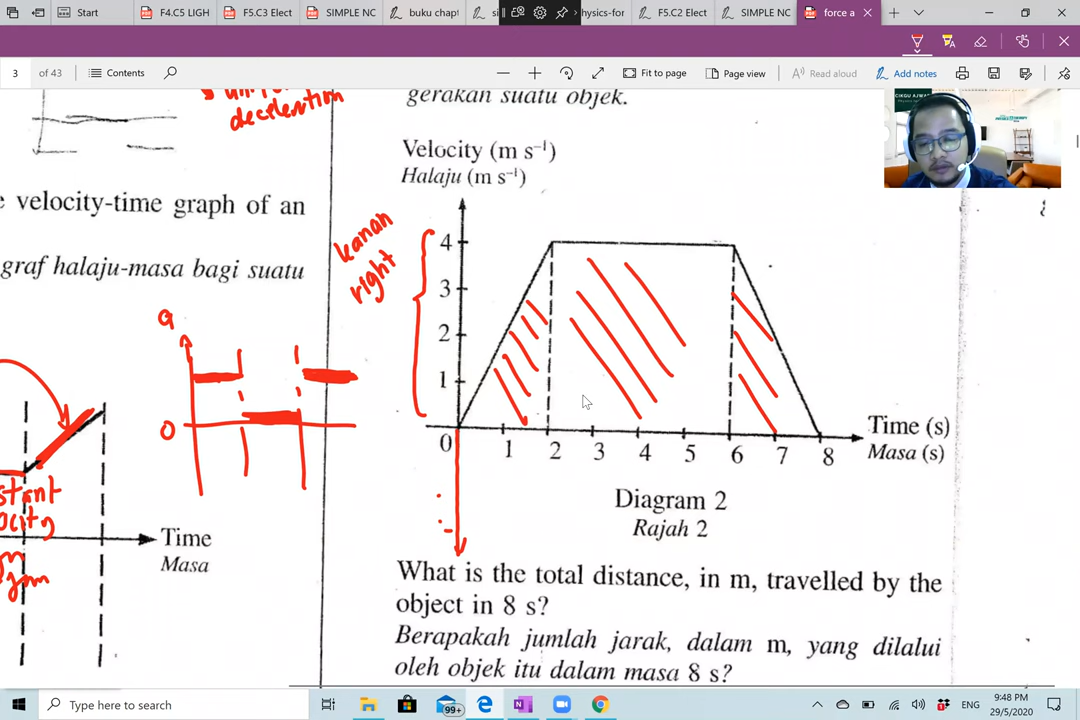 Start
F4.C5 LIGH
F5.C3 Elect
SIMPLE NC
buku chapt
si
hysics-for
F5.C2 Elect
SIMPLE NC
force a
3 of 43
Contents
Fit to page
Page view
Read aloud
Add notes
deceleration
gerakan suatu objek.
Velocity (m s⁻¹)
Halaju (m s⁻¹)
e velocity-time graph of an
graf halaju-masa bagi suatu
kanan
right
a
0
4
3
2
1
0
1 2 3 4 5 6 7 8
Time (s)
Masa (s)
Diagram 2
Rajah 2
Time
Masa
What is the total distance, in m, travelled by the
object in 8 s?
Berapakah jumlah jarak, dalam m, yang dilalui
oleh objek itu dalam masa 8 s?
Type here to search
99+
ENG
9:48 PM
29/5/2020